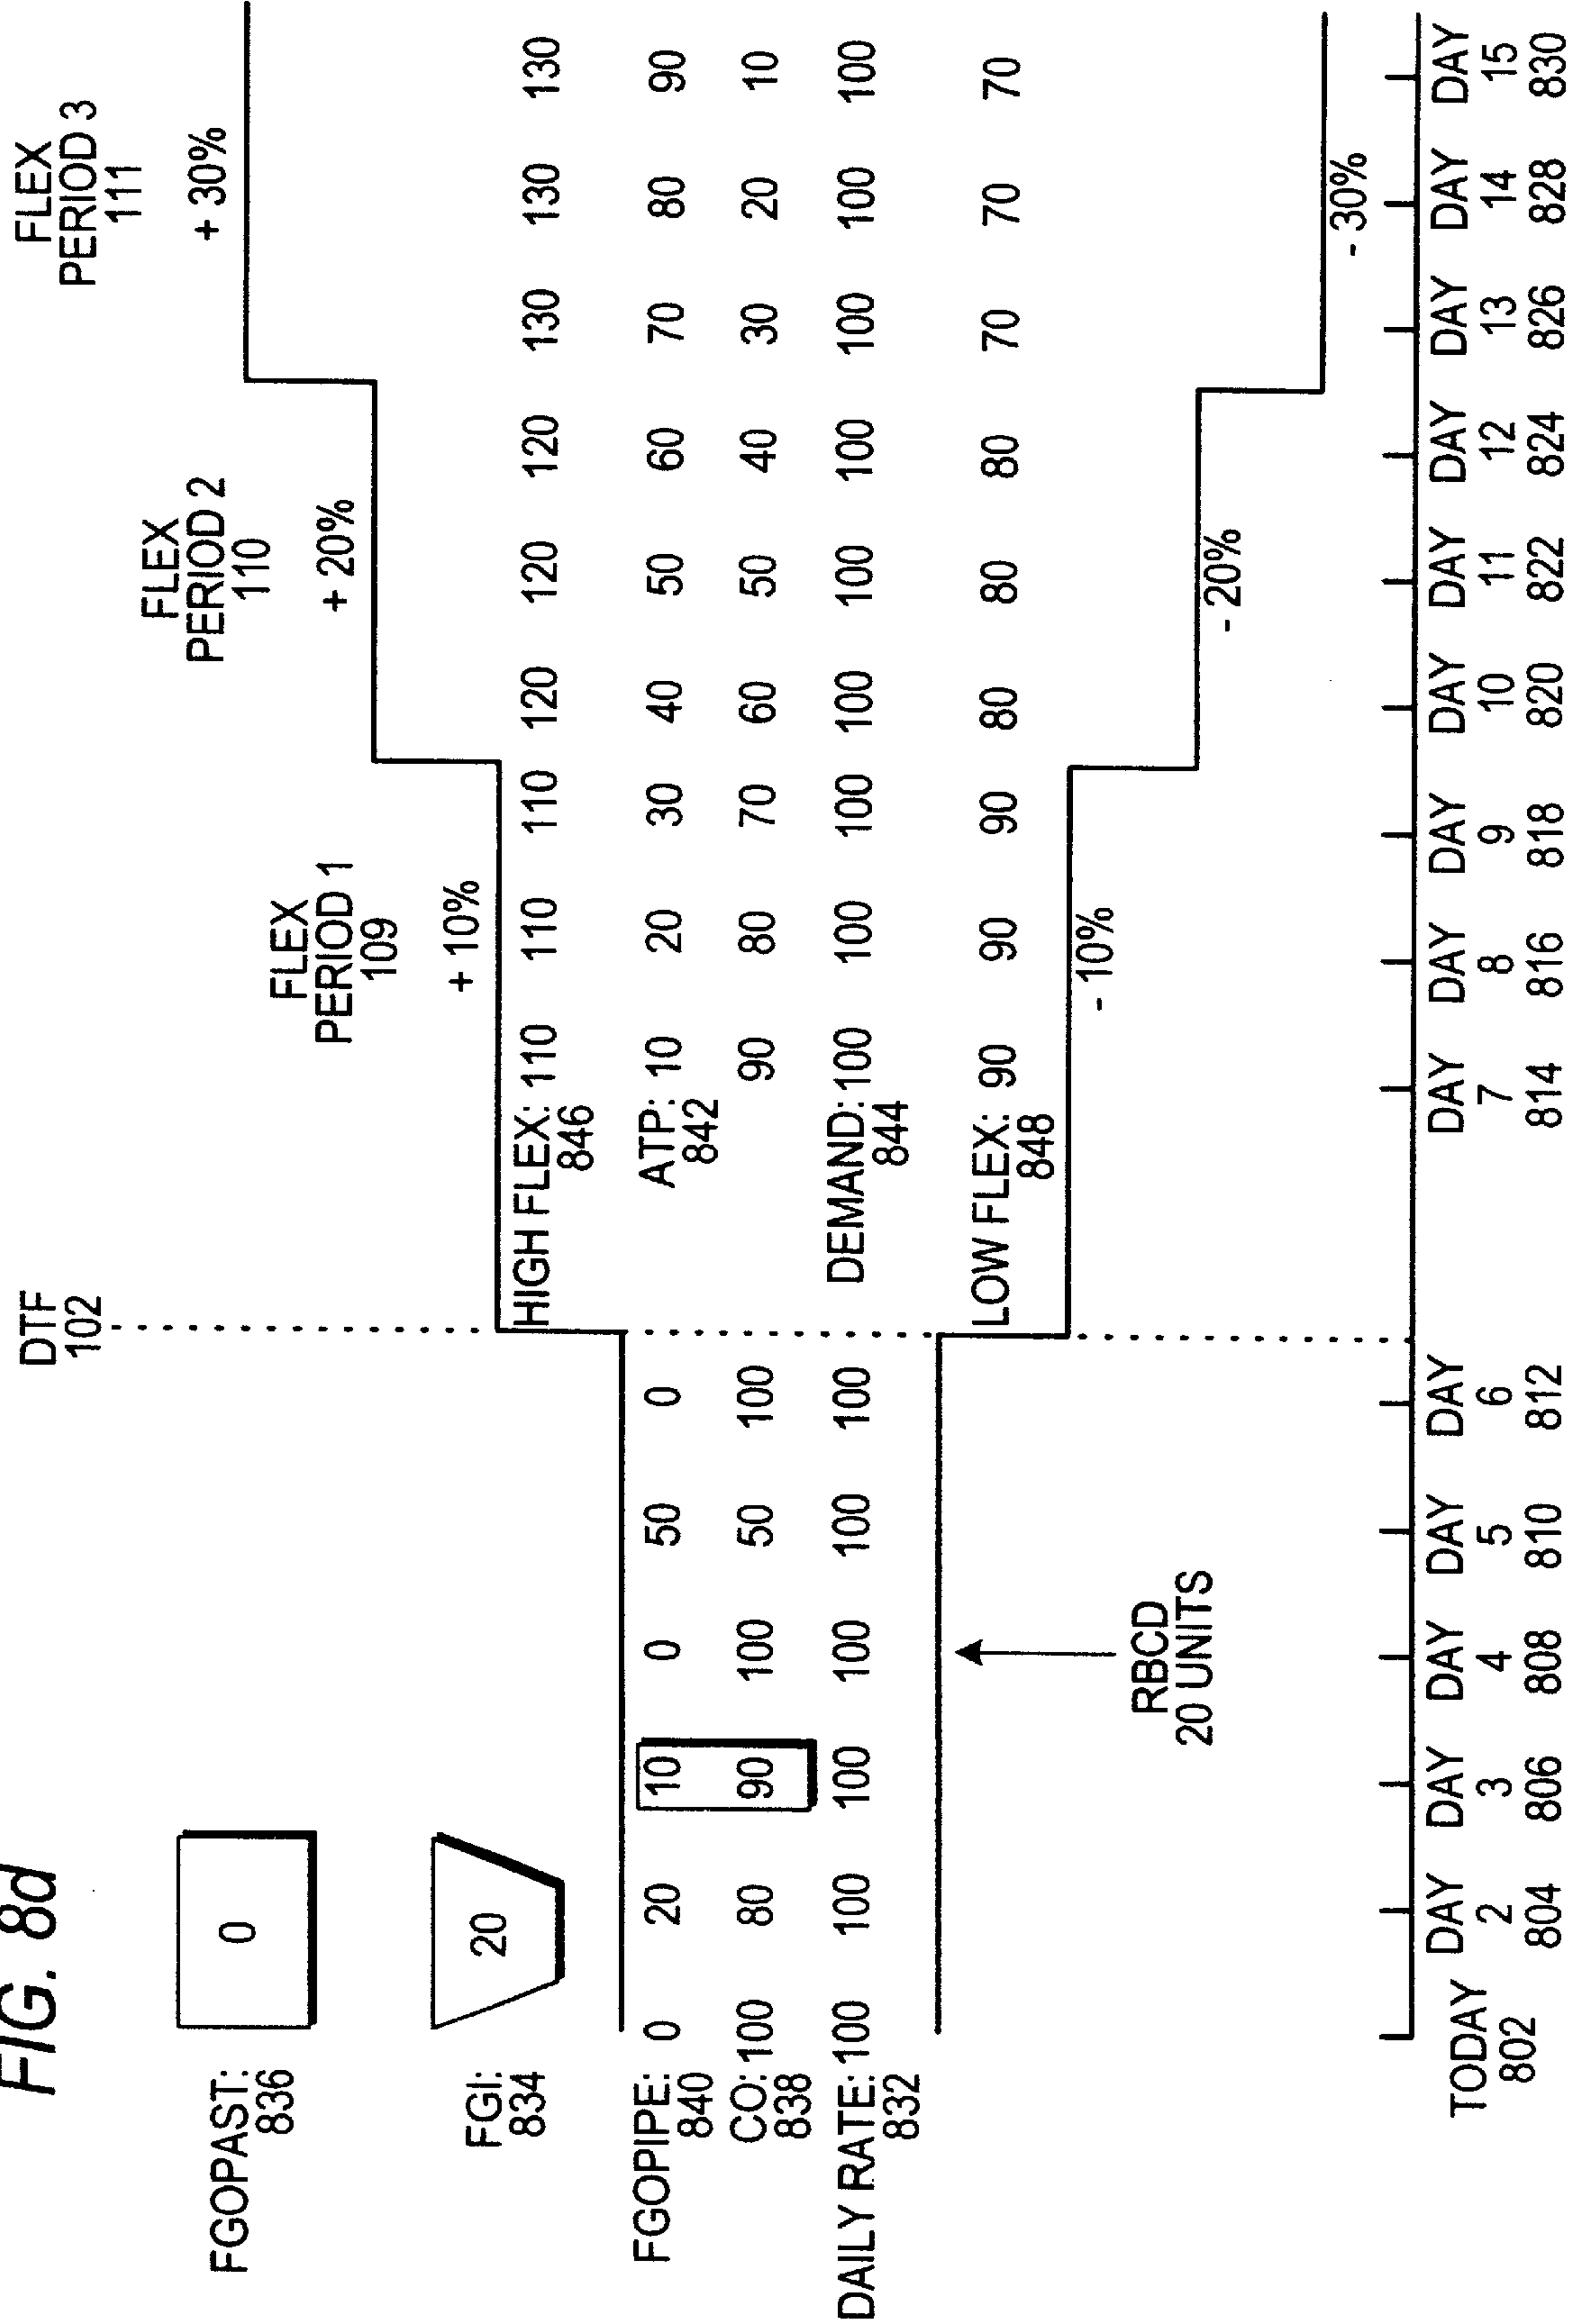 FIG. 8d
DTF
102
FLEX
PERIOD 3
111
+ 30%
FLEX
PERIOD 2
110
+ 20%
FLEX
PERIOD 1
109
+ 10%
FGOPAST:
836
0
FGI:
834
20
HIGH FLEX: 110 110 110 120 120 120 130 130 130
846
FGOPIPE: 0 20 10 0 50 0
840
ATP: 10 20 30 40 50 60 70 80 90
842
CO: 100 80 90 100 50 100 90 80 70 60 50 40 30 20 10
838
DAILY RATE: 100 100 100 100 100 100
832
DEMAND: 100 100 100 100 100 100 100 100 100
844
LOW FLEX: 90 90 90 80 80 80 70 70 70
848
- 10%
- 20%
- 30%
RBCD
20 UNITS
TODAY
802
DAY
2
804
DAY
3
806
DAY
4
808
DAY
5
810
DAY
6
812
DAY
7
814
DAY
8
816
DAY
9
818
DAY
10
820
DAY
11
822
DAY
12
824
DAY
13
826
DAY
14
828
DAY
15
830